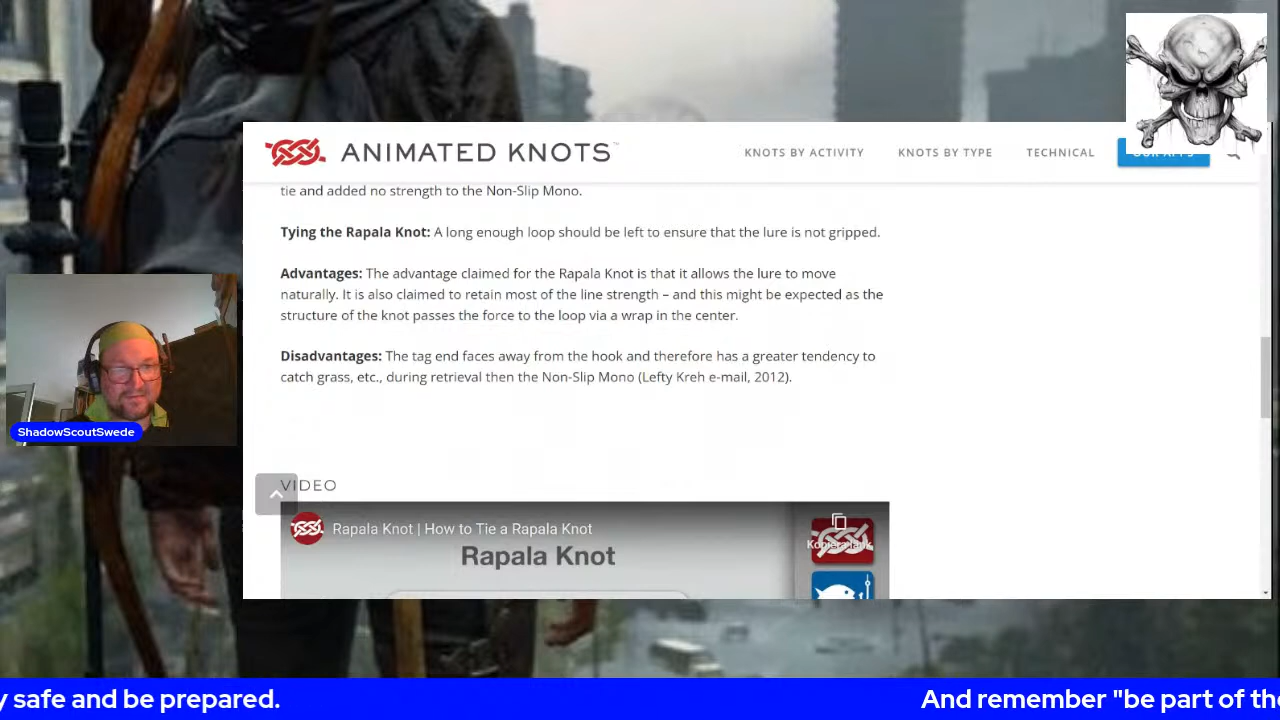 ANIMATED KNOTS™
KNOTS BY ACTIVITY
KNOTS BY TYPE
TECHNICAL
OUR APPS
tie and added no strength to the Non-Slip Mono.
Tying the Rapala Knot: A long enough loop should be left to ensure that the lure is not gripped.
Advantages: The advantage claimed for the Rapala Knot is that it allows the lure to move
naturally. It is also claimed to retain most of the line strength – and this might be expected as the
structure of the knot passes the force to the loop via a wrap in the center.
Disadvantages: The tag end faces away from the hook and therefore has a greater tendency to
catch grass, etc., during retrieval then the Non-Slip Mono (Lefty Kreh e-mail, 2012).
ShadowScoutSwede
VIDEO
Rapala Knot | How to Tie a Rapala Knot
Rapala Knot
y safe and be prepared.
And remember "be part of the